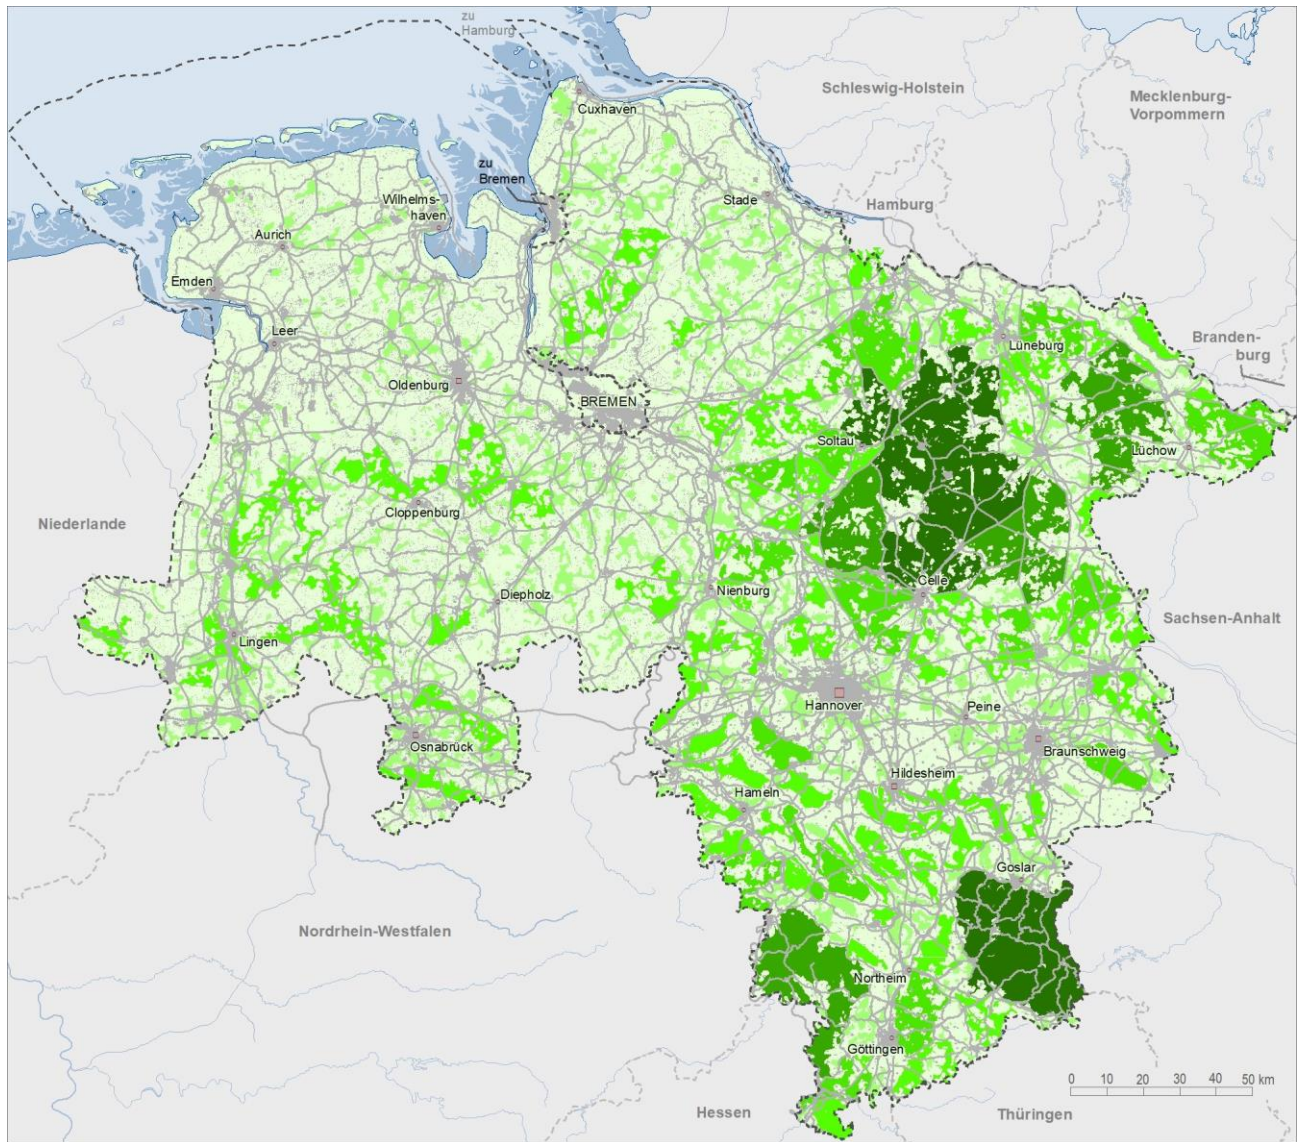 zu
Hamburg
Cuxhaven
Schleswig-Holstein
Mecklenburg-
Vorpommern
zu
Bremen
Wilhelms-
haven
Stade
Hamburg
Aurich
Emden
Leer
Lüneburg
Branden-
burg
Oldenburg
BREMEN
Soltau
Lüchow
Cloppenburg
Niederlande
Celle
Diepholz
Nienburg
Sachsen-Anhalt
Lingen
Hannover
Peine
Osnabrück
Braunschweig
Hildesheim
Hameln
Goslar
Nordrhein-Westfalen
Northeim
Göttingen
0 10 20 30 40 50 km
Hessen
Thüringen